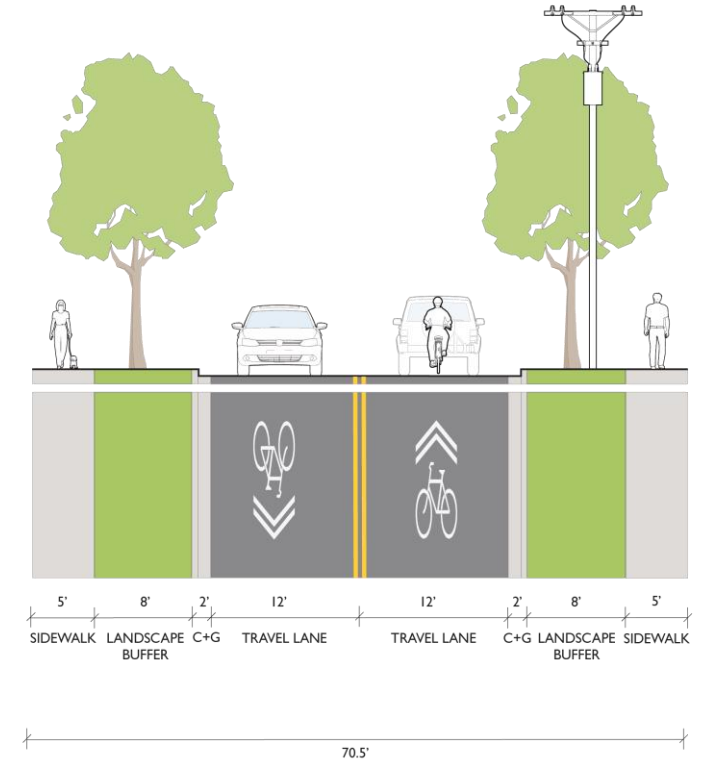 5' 8' 2' 12' 12' 2' 8' 5'
SIDEWALK LANDSCAPE C+G TRAVEL LANE TRAVEL LANE C+G LANDSCAPE SIDEWALK
BUFFER BUFFER
70.5'